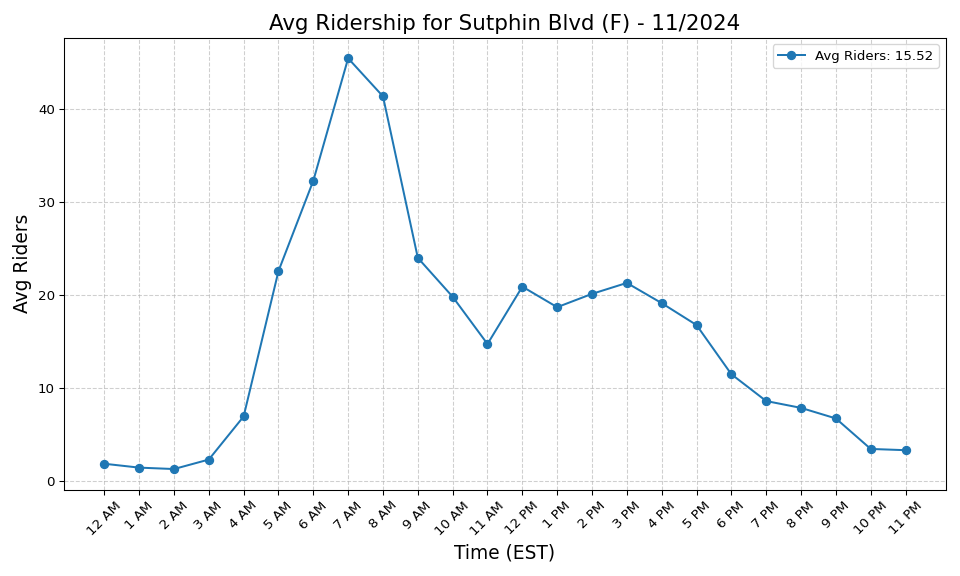 Avg Ridership for Sutphin Blvd (F) - 11/2024
Avg Riders: 15.52
Avg Riders
40
30
20
10
0
12 AM
1 AM
2 AM
3 AM
4 AM
5 AM
6 AM
7 AM
8 AM
9 AM
10 AM
11 AM
12 PM
1 PM
2 PM
3 PM
4 PM
5 PM
6 PM
7 PM
8 PM
9 PM
10 PM
11 PM
Time (EST)